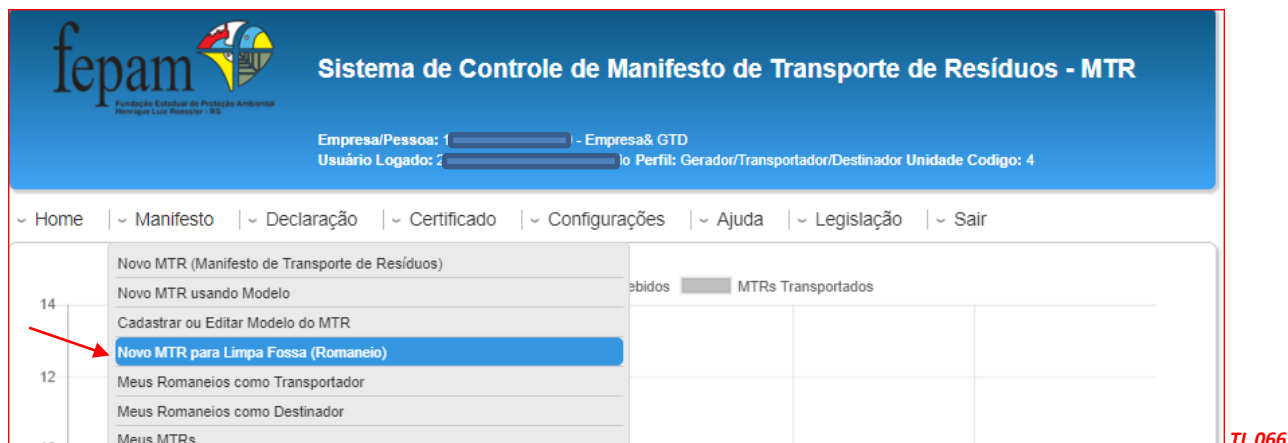 fepam
Fundação Estadual de Proteção Ambiental
Henrique Luiz Roessler - RS
Sistema de Controle de Manifesto de Transporte de Resíduos - MTR
Empresa/Pessoa: 1 - Empresa& GTD
Usuário Logado: 2 o Perfil: Gerador/Transportador/Destinador Unidade Codigo: 4
Home Manifesto Declaração Certificado Configurações Ajuda Legislação Sair
Novo MTR (Manifesto de Transporte de Resíduos)
ebidos MTRs Transportados
Novo MTR usando Modelo
14
Cadastrar ou Editar Modelo do MTR
Novo MTR para Limpa Fossa (Romaneio)
12
Meus Romaneios como Transportador
Meus Romaneios como Destinador
Meus MTRs
TL 066